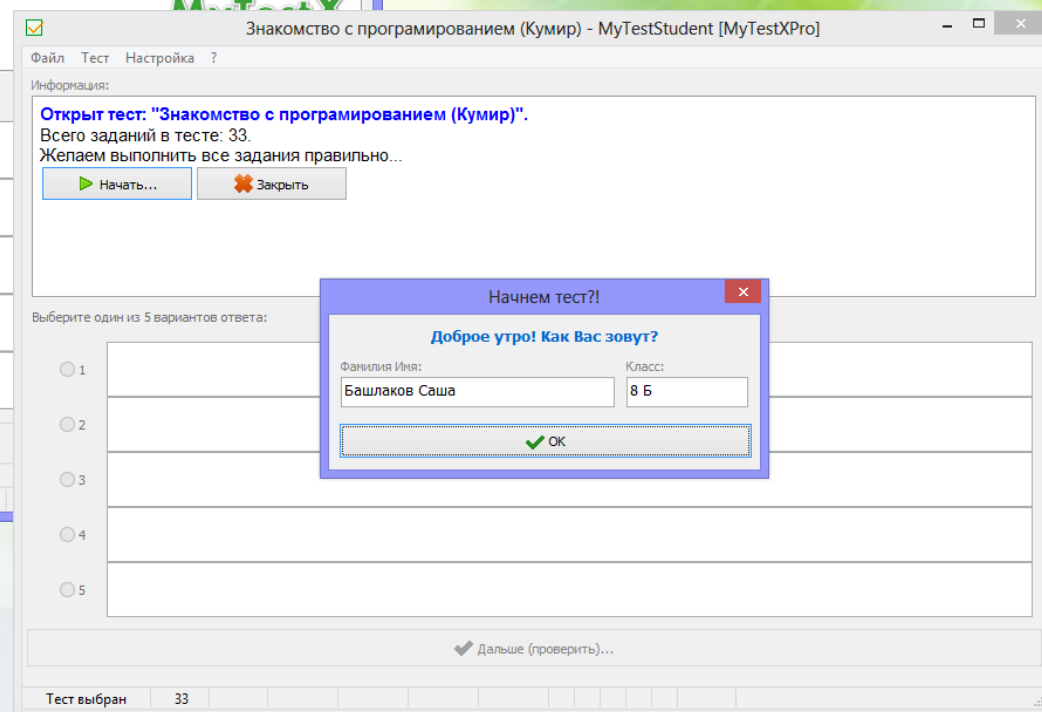 MyTestX
Знакомство с програмированием (Кумир) - MyTestStudent [MyTestXPro]
Файл Тест Настройка ?
Информация:
Открыт тест: "Знакомство с програмированием (Кумир)".
Всего заданий в тесте: 33.
Желаем выполнить все задания правильно...
Начать... Закрыть
Начнем тест?!
Доброе утро! Как Вас зовут?
Фамилия Имя: Класс:
Башлаков Саша 8 Б
OK
Выберите один из 5 вариантов ответа:
1
2
3
4
5
Дальше (проверить)...
Тест выбран 33